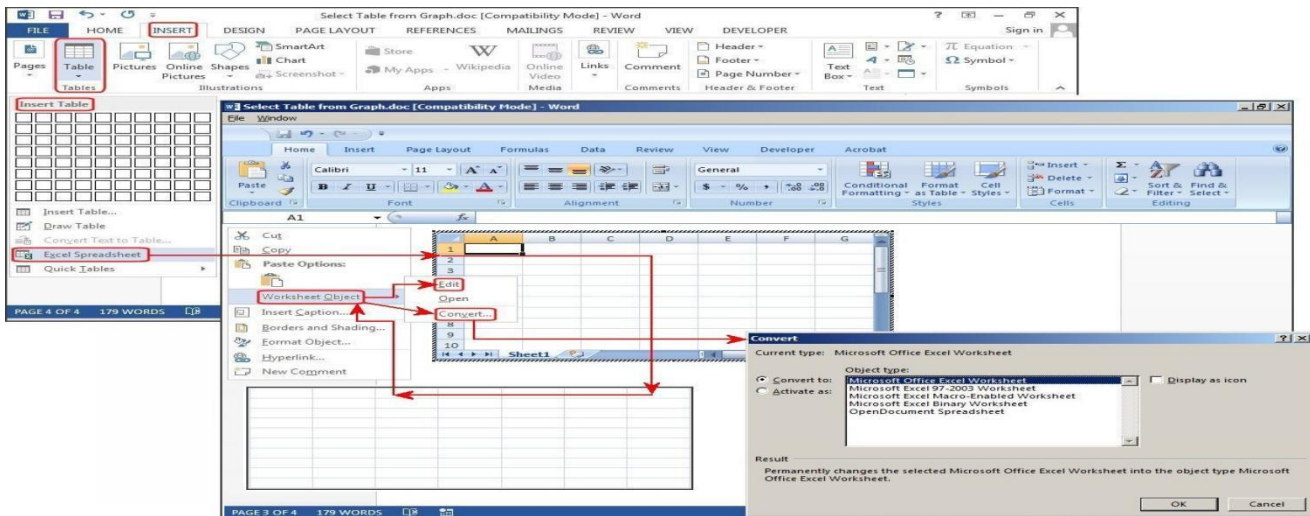 Select Table from Graph.doc [Compatibility Mode] - Word
FILE HOME INSERT DESIGN PAGE LAYOUT REFERENCES MAILINGS REVIEW VIEW DEVELOPER Sign in
Pages Table Pictures Online Pictures Shapes SmartArt Chart Screenshot Store My Apps Wikipedia Online Video Links Comment Header Footer Page Number Text Box Equation Symbol
Tables Illustrations Apps Media Comments Header & Footer Text Symbols
Insert Table
Insert Table...
Draw Table
Convert Text to Table...
Excel Spreadsheet
Quick Tables
PAGE 4 OF 4 179 WORDS
Select Table from Graph.doc [Compatibility Mode] - Word
File Window
Home Insert Page Layout Formulas Data Review View Developer Acrobat
Paste Calibri 11 General Conditional Formatting Format as Table Cell Styles Insert Delete Format Sort & Filter Find & Select
B I U $ %
Clipboard Font Alignment Number Styles Cells Editing
A1 fx
Cut
Copy
Paste Options:
Worksheet Object
Insert Caption...
Borders and Shading...
Format Object...
Hyperlink...
New Comment
Edit
Open
Convert...
A B C D E F G
1
2
3
8
9
10
Sheet1
Convert
Current type: Microsoft Office Excel Worksheet
Object type:
Convert to:
Activate as:
Microsoft Office Excel Worksheet
Microsoft Excel 97-2003 Worksheet
Microsoft Excel Macro-Enabled Worksheet
Microsoft Excel Binary Worksheet
OpenDocument Spreadsheet
Display as icon
Result
Permanently changes the selected Microsoft Office Excel Worksheet into the object type Microsoft
Office Excel Worksheet.
OK Cancel
PAGE 3 OF 4 179 WORDS